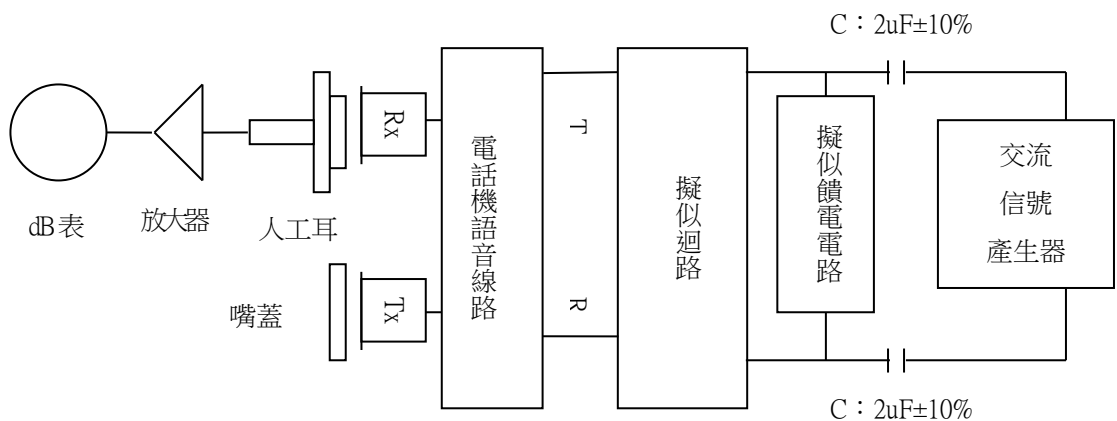 C：2uF±10%
Rx
T
電話機語音線路
擬似迴路
擬似饋電電路
交流
信號
產生器
dB表
放大器
人工耳
嘴蓋
Tx
R
C：2uF±10%